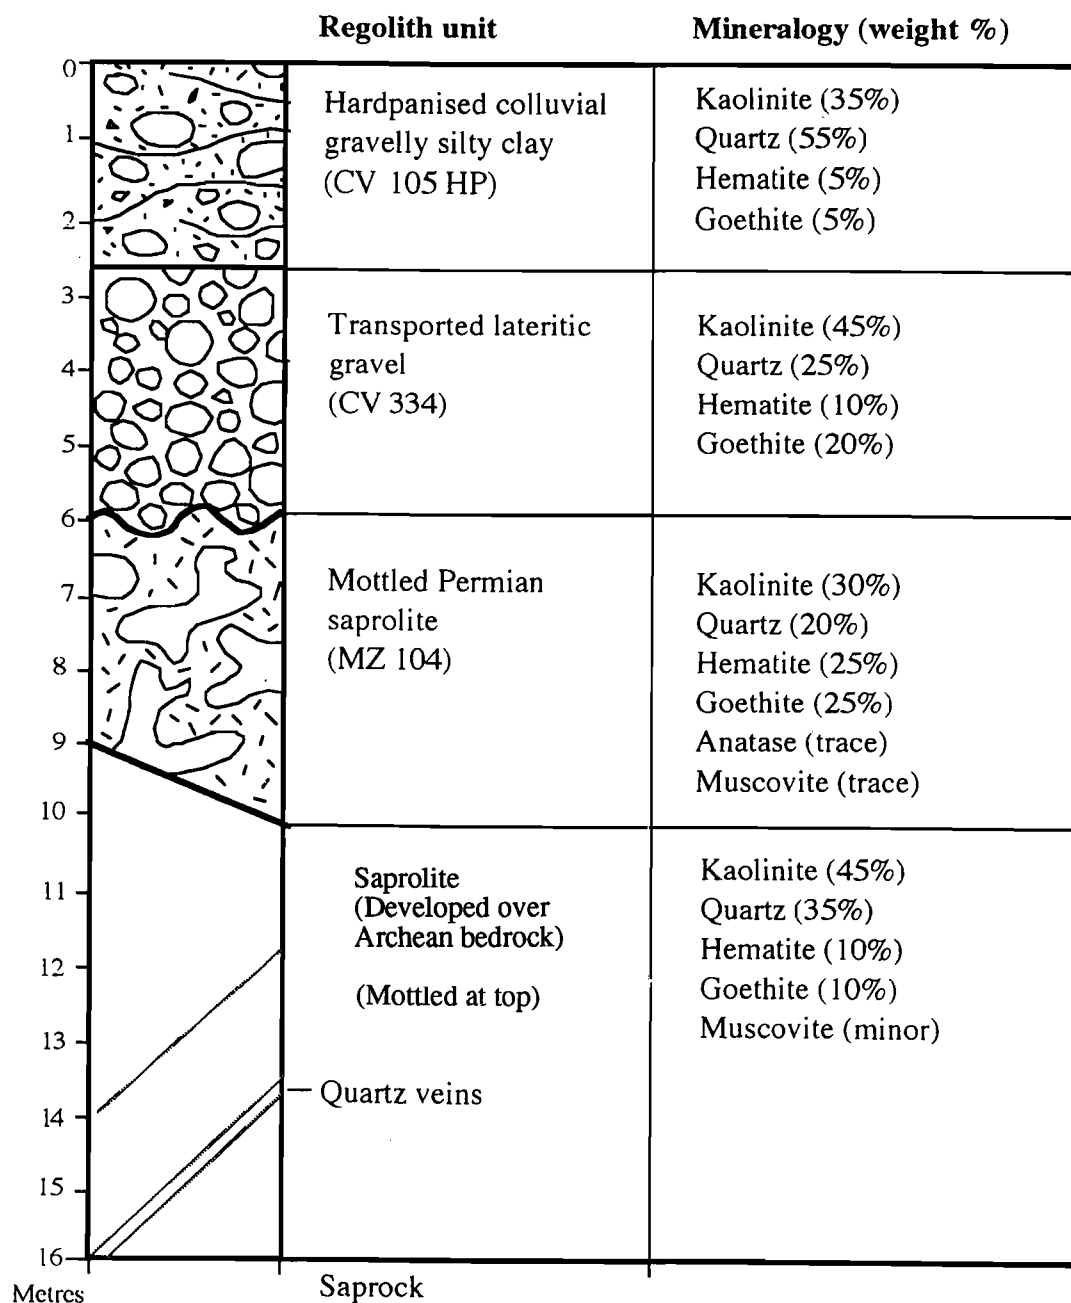 Regolith unit
Mineralogy (weight %)
0
1
2
3
4
5
6
7
8
9
10
11
12
13
14
15
16
Metres
Hardpanised colluvial
gravelly silty clay
(CV 105 HP)
Kaolinite (35%)
Quartz (55%)
Hematite (5%)
Goethite (5%)
Transported lateritic
gravel
(CV 334)
Kaolinite (45%)
Quartz (25%)
Hematite (10%)
Goethite (20%)
Mottled Permian
saprolite
(MZ 104)
Kaolinite (30%)
Quartz (20%)
Hematite (25%)
Goethite (25%)
Anatase (trace)
Muscovite (trace)
Saprolite
(Developed over
Archean bedrock)
(Mottled at top)
Quartz veins
Kaolinite (45%)
Quartz (35%)
Hematite (10%)
Goethite (10%)
Muscovite (minor)
Saprock